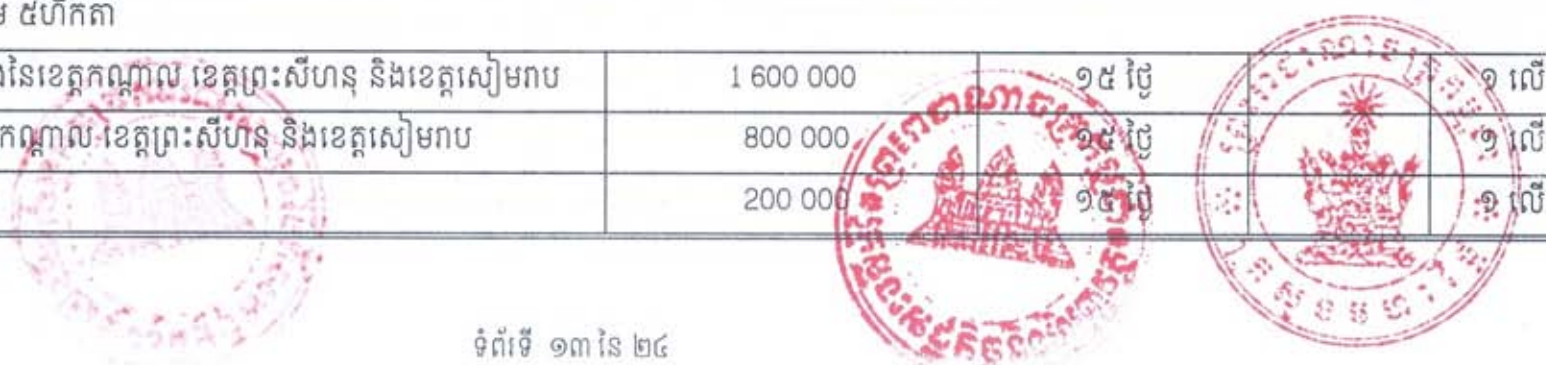 ម ៥ហិកតា
នៃខេត្តកណ្តាល ខេត្តព្រះសីហនុ និងខេត្តសៀមរាប 1 600 000 ១៥ ថ្ងៃ ១ លើ
កណ្តាល ខេត្តព្រះសីហនុ និងខេត្តសៀមរាប 800 000 ១៥ ថ្ងៃ ១ លើ
200 000 ១៥ ថ្ងៃ ១ លើ
ទំព័រទី ១៣ នៃ ២៤